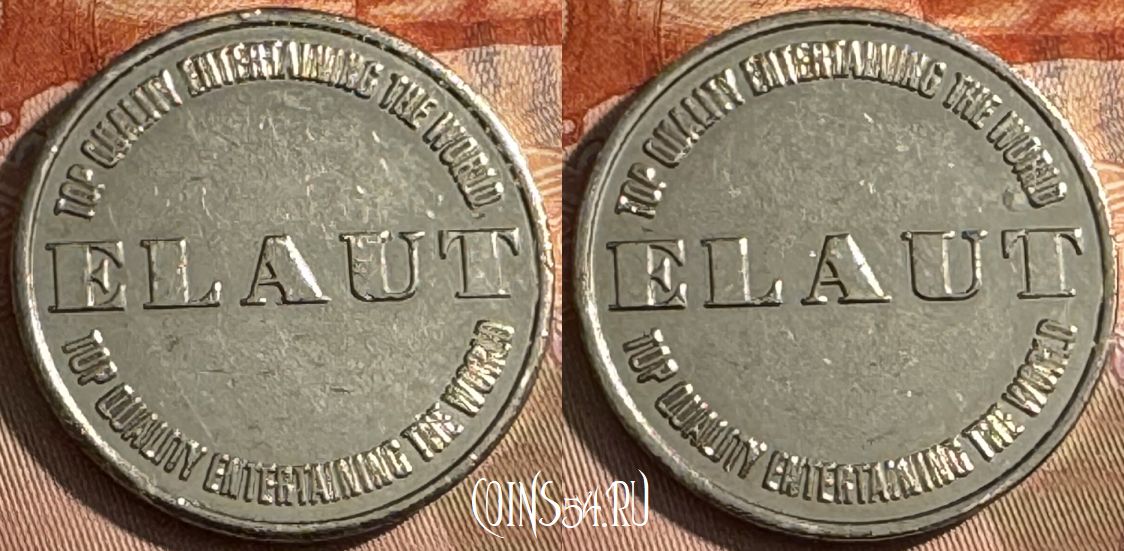 TOP QUALITY ENTERTAINING THE WORLD
ELAUT
TOP QUALITY ENTERTAINING THE WORLD
TOP QUALITY ENTERTAINING THE WORLD
ELAUT
TOP QUALITY ENTERTAINING THE WORLD
COINS54.RU